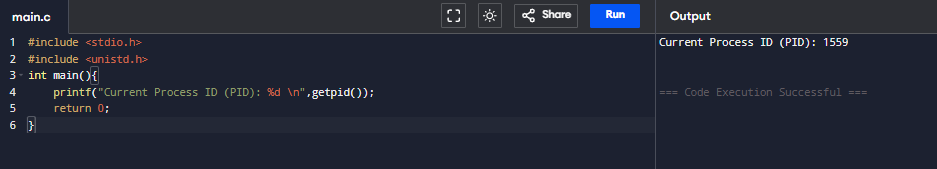 main.c
Share
Run
Output
1 #include <stdio.h>
2 #include <unistd.h>
3 int main(){
4 printf("Current Process ID (PID): %d \n",getpid());
5 return 0;
6 }
Current Process ID (PID): 1559
=== Code Execution Successful ===